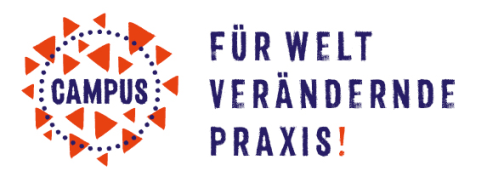 CAMPUS
FÜR WELT
VERÄNDERNDE
PRAXIS!